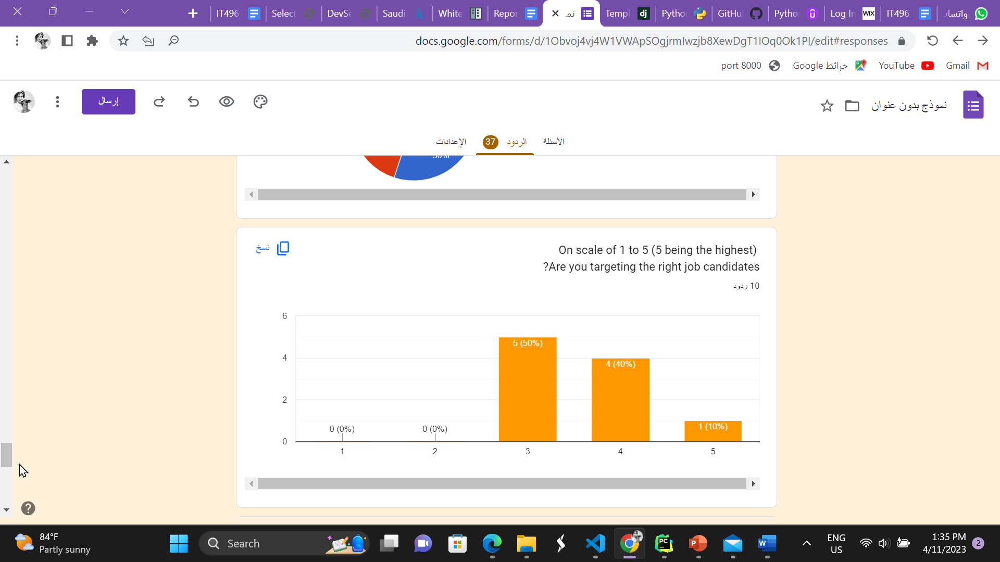 IT496
Select
DevSe
Saudi
White
Repor
نمـ
Templ
Pytho
GitHu
Pytho
Log In
WIX
IT496
واتساب
docs.google.com/forms/d/1Obvoj4vj4W1VWApSOgjrmIwzjb8XewDgT1IOq0Ok1PI/edit#responses
port 8000
خرائط Google
YouTube
Gmail
إرسال
نموذج بدون عنوان
الأسئلة
الردود 37
الإعدادات
50%
نسخ
On scale of 1 to 5 (5 being the highest)
?Are you targeting the right job candidates
10 ردود
6
4
2
0
0 (0%)
0 (0%)
5 (50%)
4 (40%)
1 (10%)
1
2
3
4
5
84°F
Partly sunny
Search
ENG
US
1:35 PM
4/11/2023
2